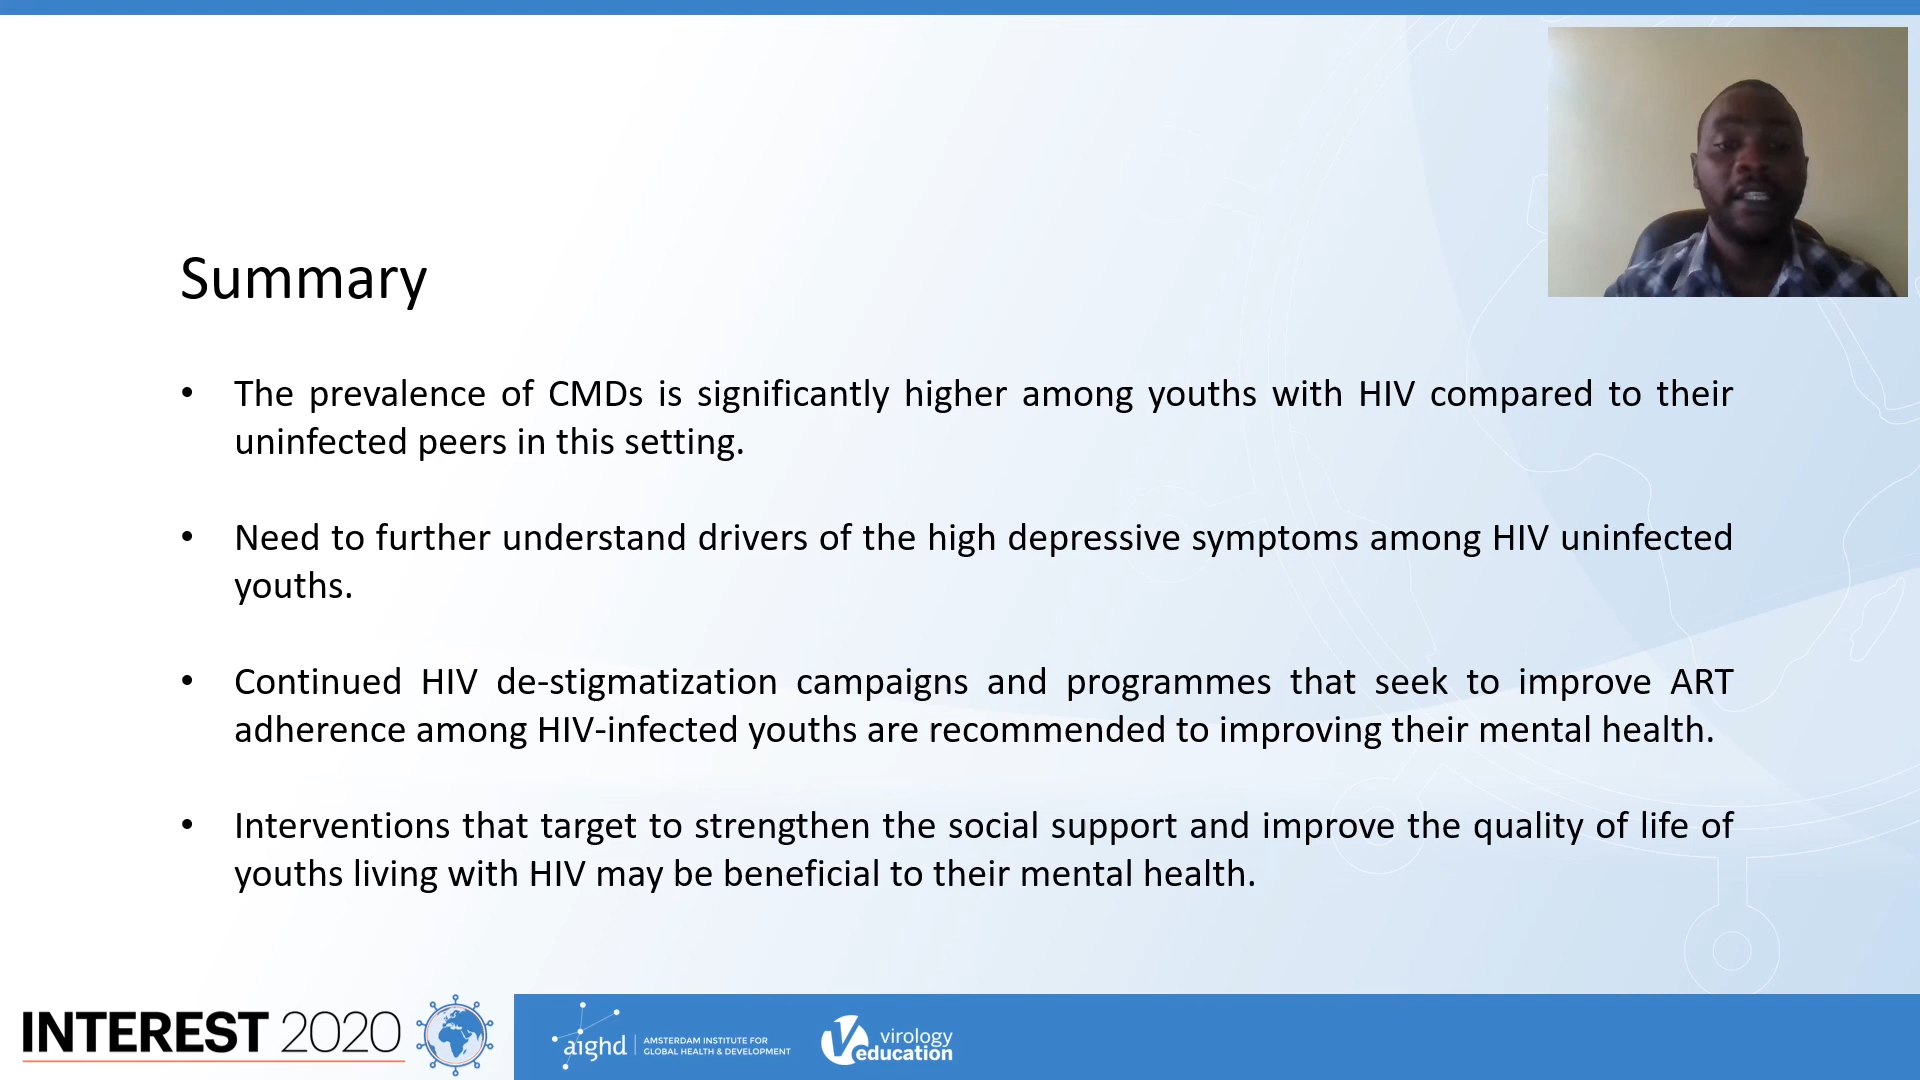 Summary
• The prevalence of CMDs is significantly higher among youths with HIV compared to their
uninfected peers in this setting.
• Need to further understand drivers of the high depressive symptoms among HIV uninfected
youths.
• Continued HIV de-stigmatization campaigns and programmes that seek to improve ART
adherence among HIV-infected youths are recommended to improving their mental health.
• Interventions that target to strengthen the social support and improve the quality of life of
youths living with HIV may be beneficial to their mental health.
INTEREST 2020
aighd
AMSTERDAM INSTITUTE FOR
GLOBAL HEALTH & DEVELOPMENT
virology
education